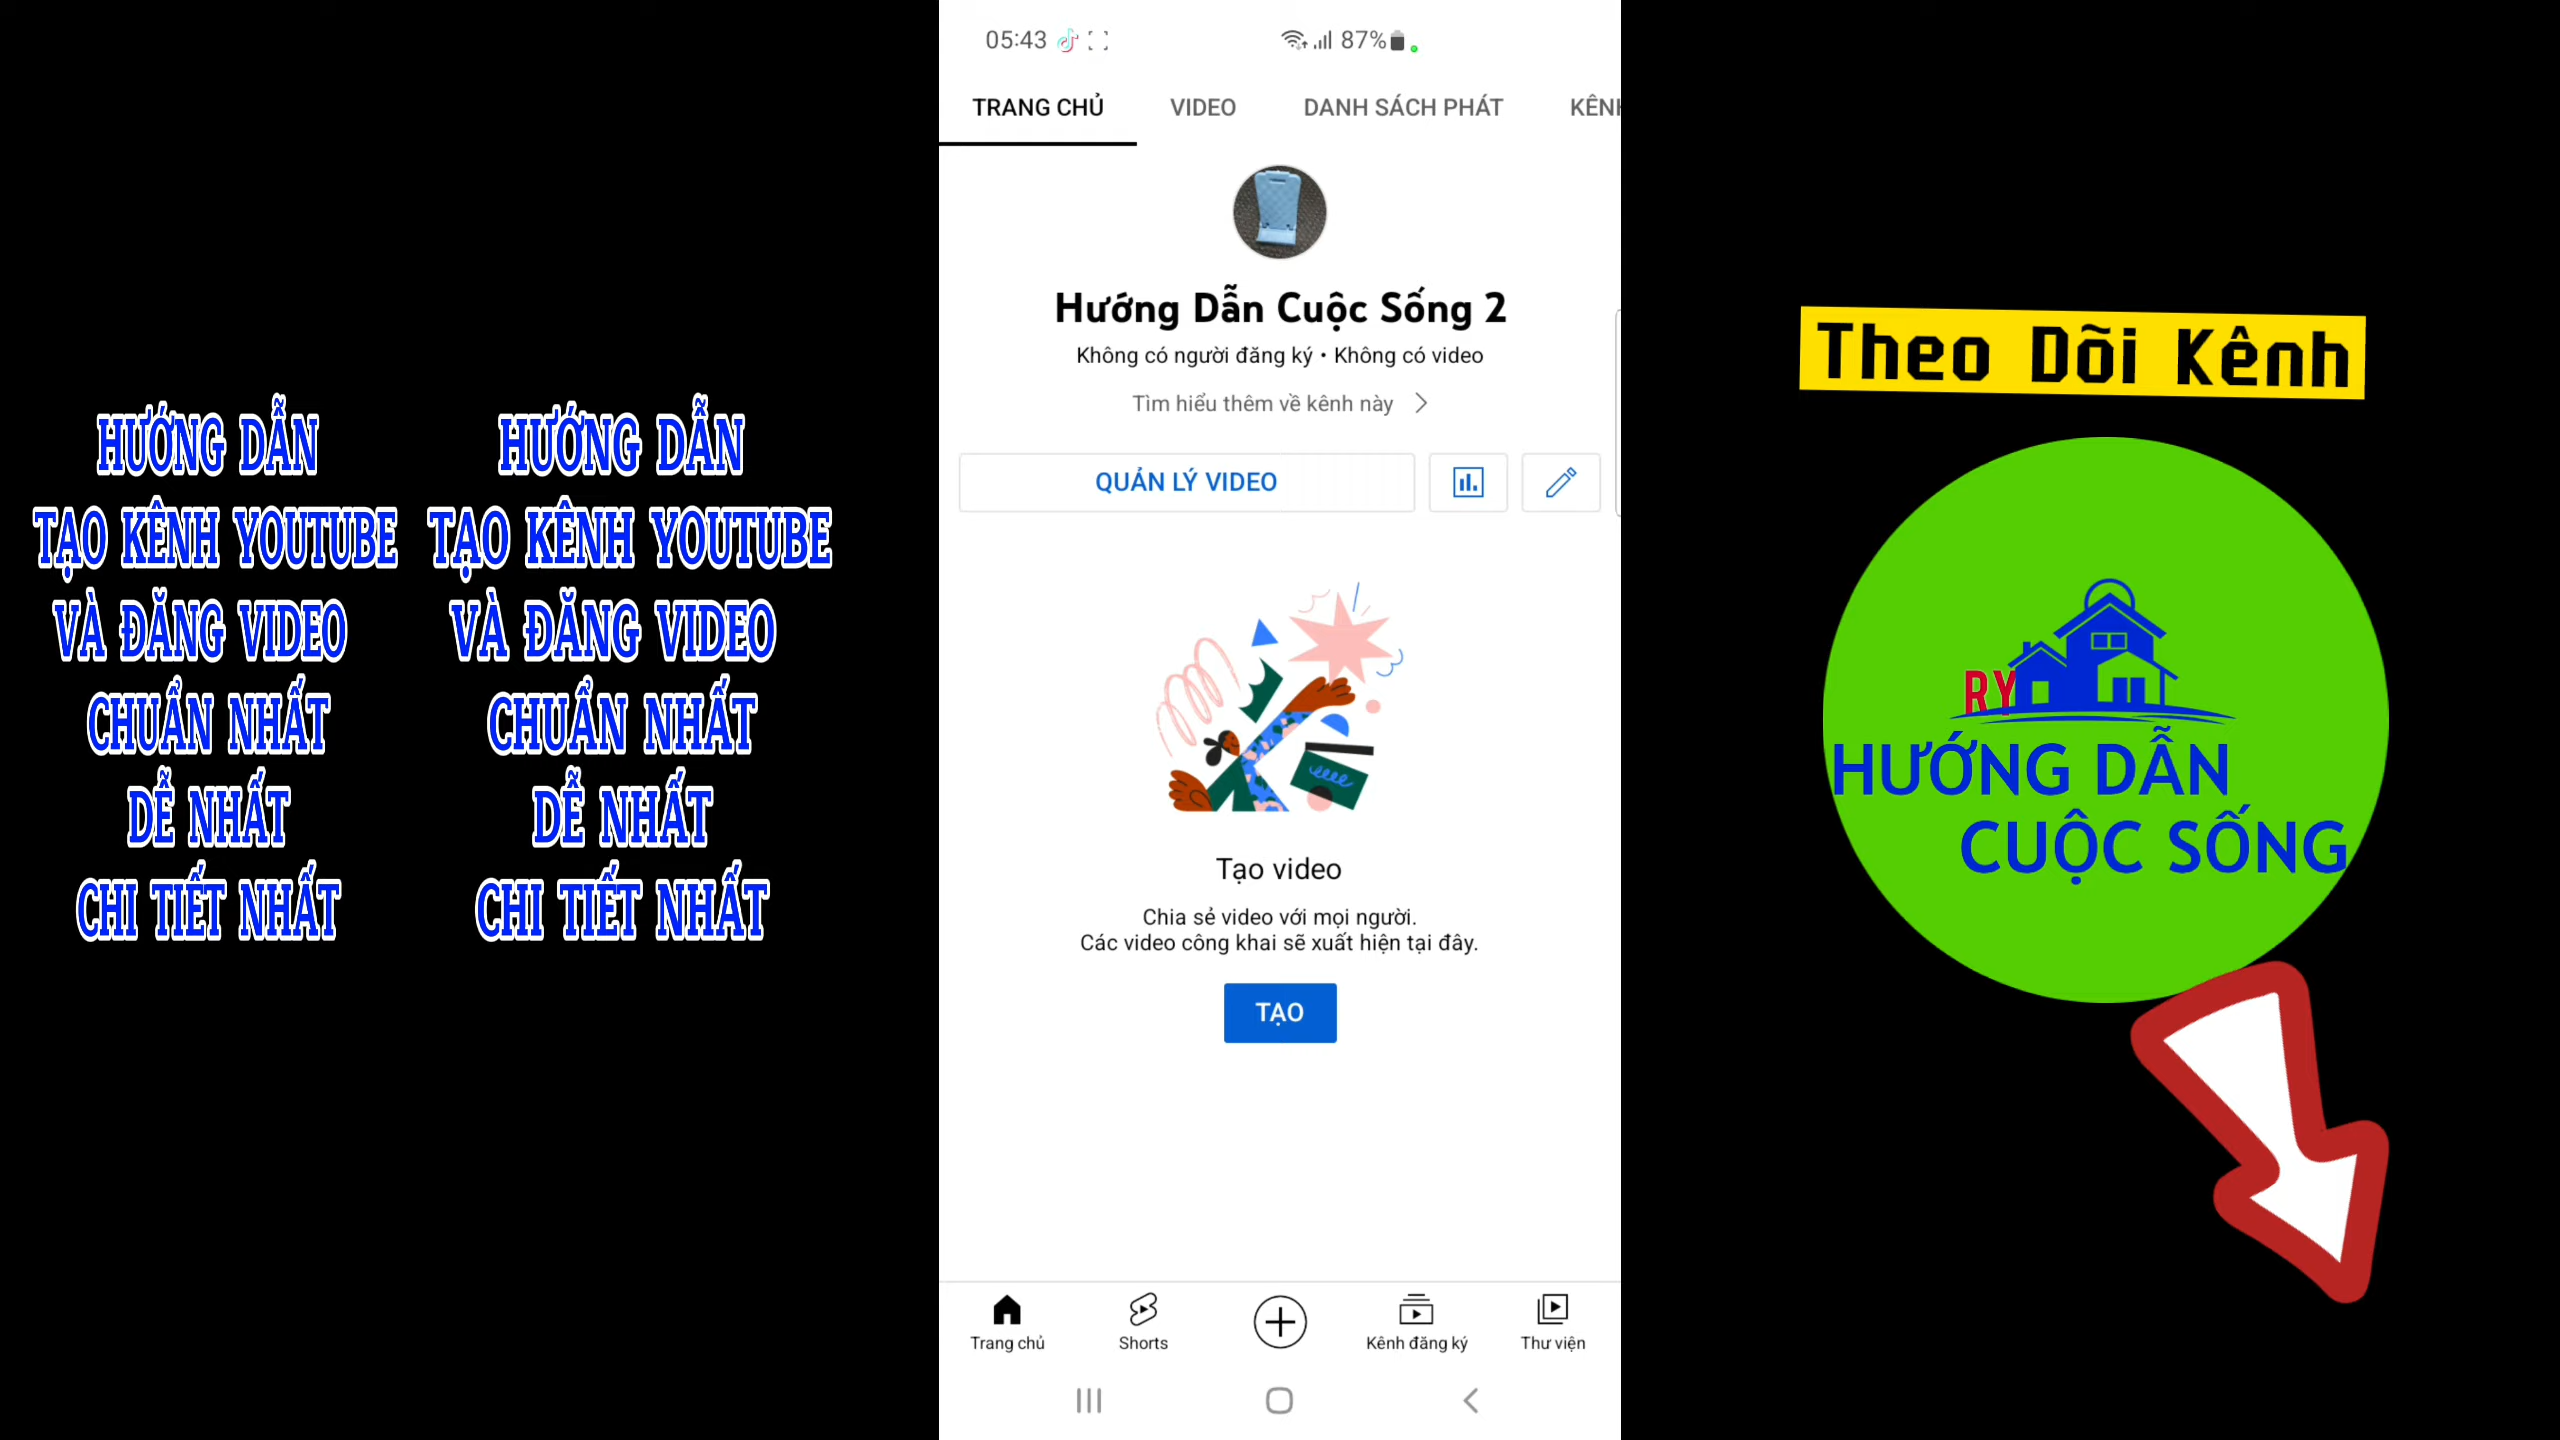 HƯỚNG DẪN
TẠO KÊNH YOUTUBE
VÀ ĐĂNG VIDEO
CHUẨN NHẤT
DỄ NHẤT
CHI TIẾT NHẤT
HƯỚNG DẪN
TẠO KÊNH YOUTUBE
VÀ ĐĂNG VIDEO
CHUẨN NHẤT
DỄ NHẤT
CHI TIẾT NHẤT
05:43 87%
TRANG CHỦ VIDEO DANH SÁCH PHÁT KÊNH
Hướng Dẫn Cuộc Sống 2
Không có người đăng ký • Không có video
Tìm hiểu thêm về kênh này
QUẢN LÝ VIDEO
Tạo video
Chia sẻ video với mọi người.
Các video công khai sẽ xuất hiện tại đây.
TẠO
Trang chủ Shorts Kênh đăng ký Thư viện
Theo Dõi Kênh
RY
HƯỚNG DẪN
CUỘC SỐNG